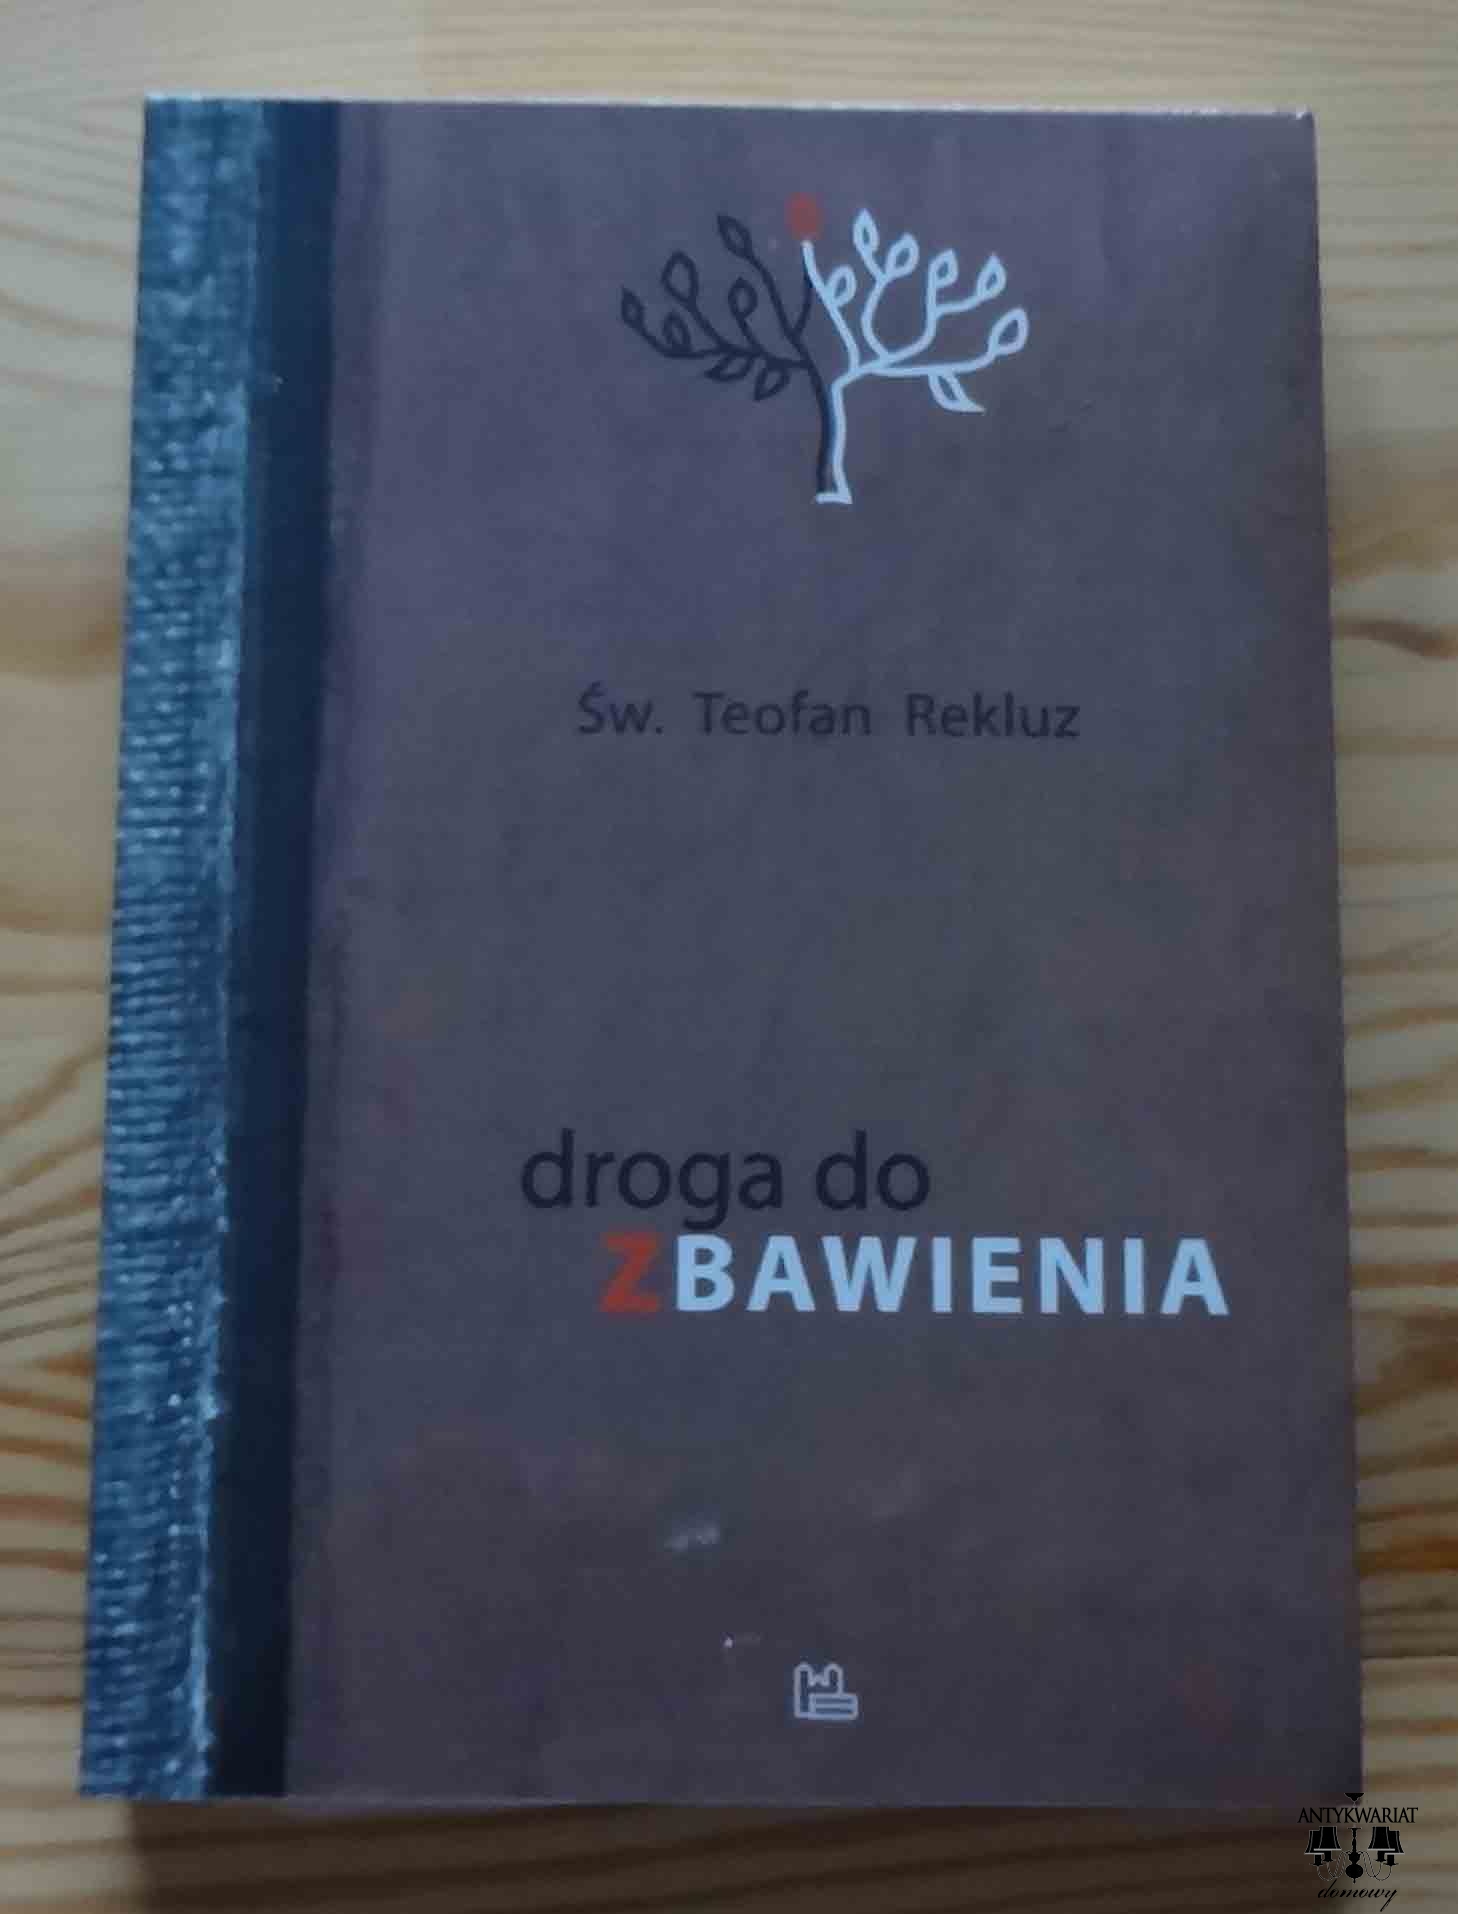 Św. Teofan Rekluz
droga do
ZBAWIENIA
ANTYKWARIAT
domowy